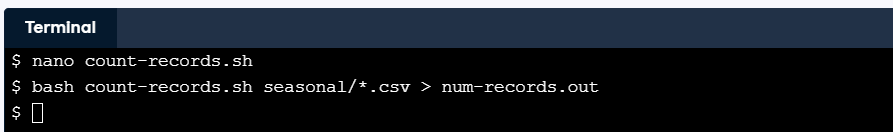 Terminal
$ nano count-records.sh
$ bash count-records.sh seasonal/*.csv > num-records.out
$